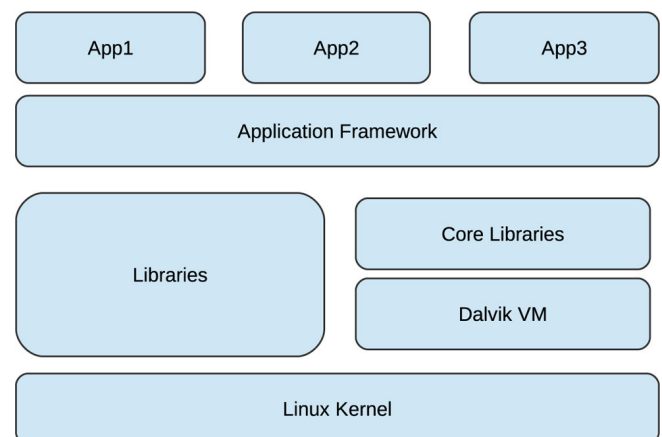 App1
App2
App3
Application Framework
Libraries
Core Libraries
Dalvik VM
Linux Kernel